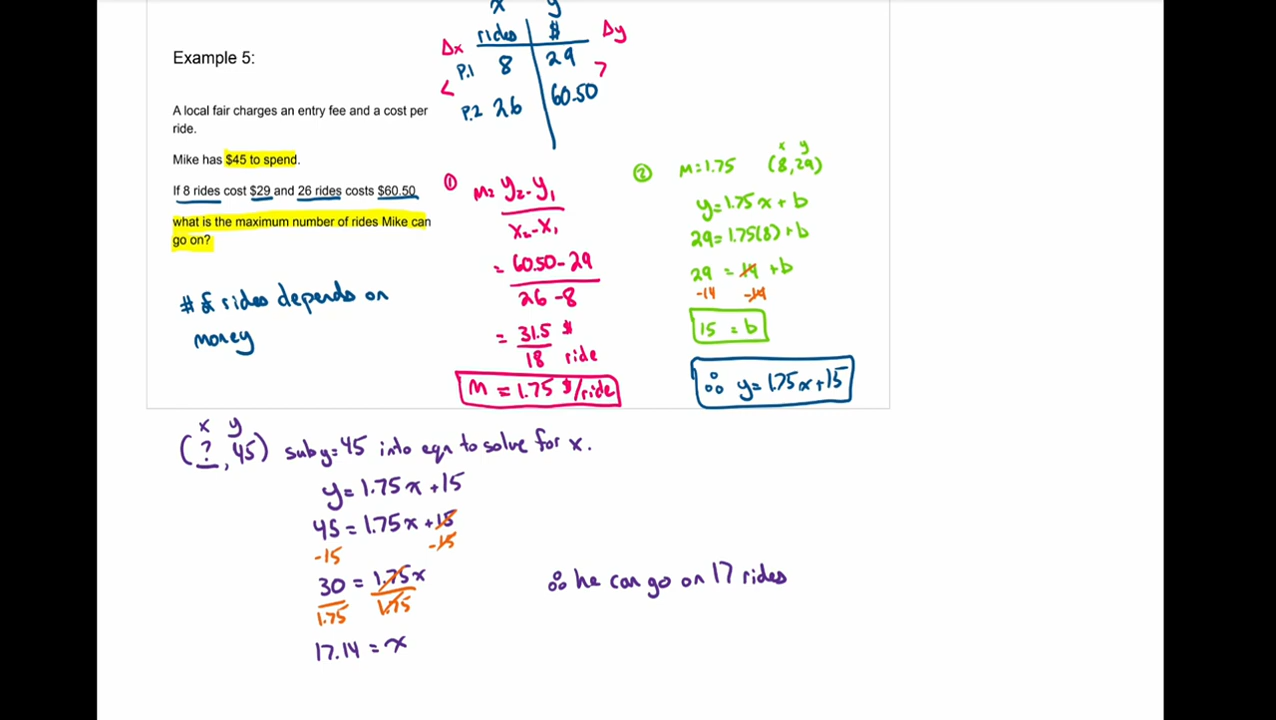 x y
rides $
Δx Δy
P.1 8 29
< >
P.2 26 60.50
Example 5:
A local fair charges an entry fee and a cost per
ride.
Mike has $45 to spend.
If 8 rides cost $29 and 26 rides costs $60.50
what is the maximum number of rides Mike can
go on?
# of rides depends on
money
① M= y₂-y₁
x₂-x₁
= 60.50-29
26-8
= 31.5 $
18 ride
M = 1.75 $/ride
x y
② M=1.75 (8,29)
y=1.75x+b
29=1.75(8)+b
29 = 14 +b
-14 -14
15 = b
∴ y=1.75x+15
x y
(?, 45) sub y=45 into eqn to solve for x.
y=1.75x+15
45=1.75x+15
-15 -15
30 = 1.75x
1.75 1.75
17.14 = x
∴ he can go on 17 rides